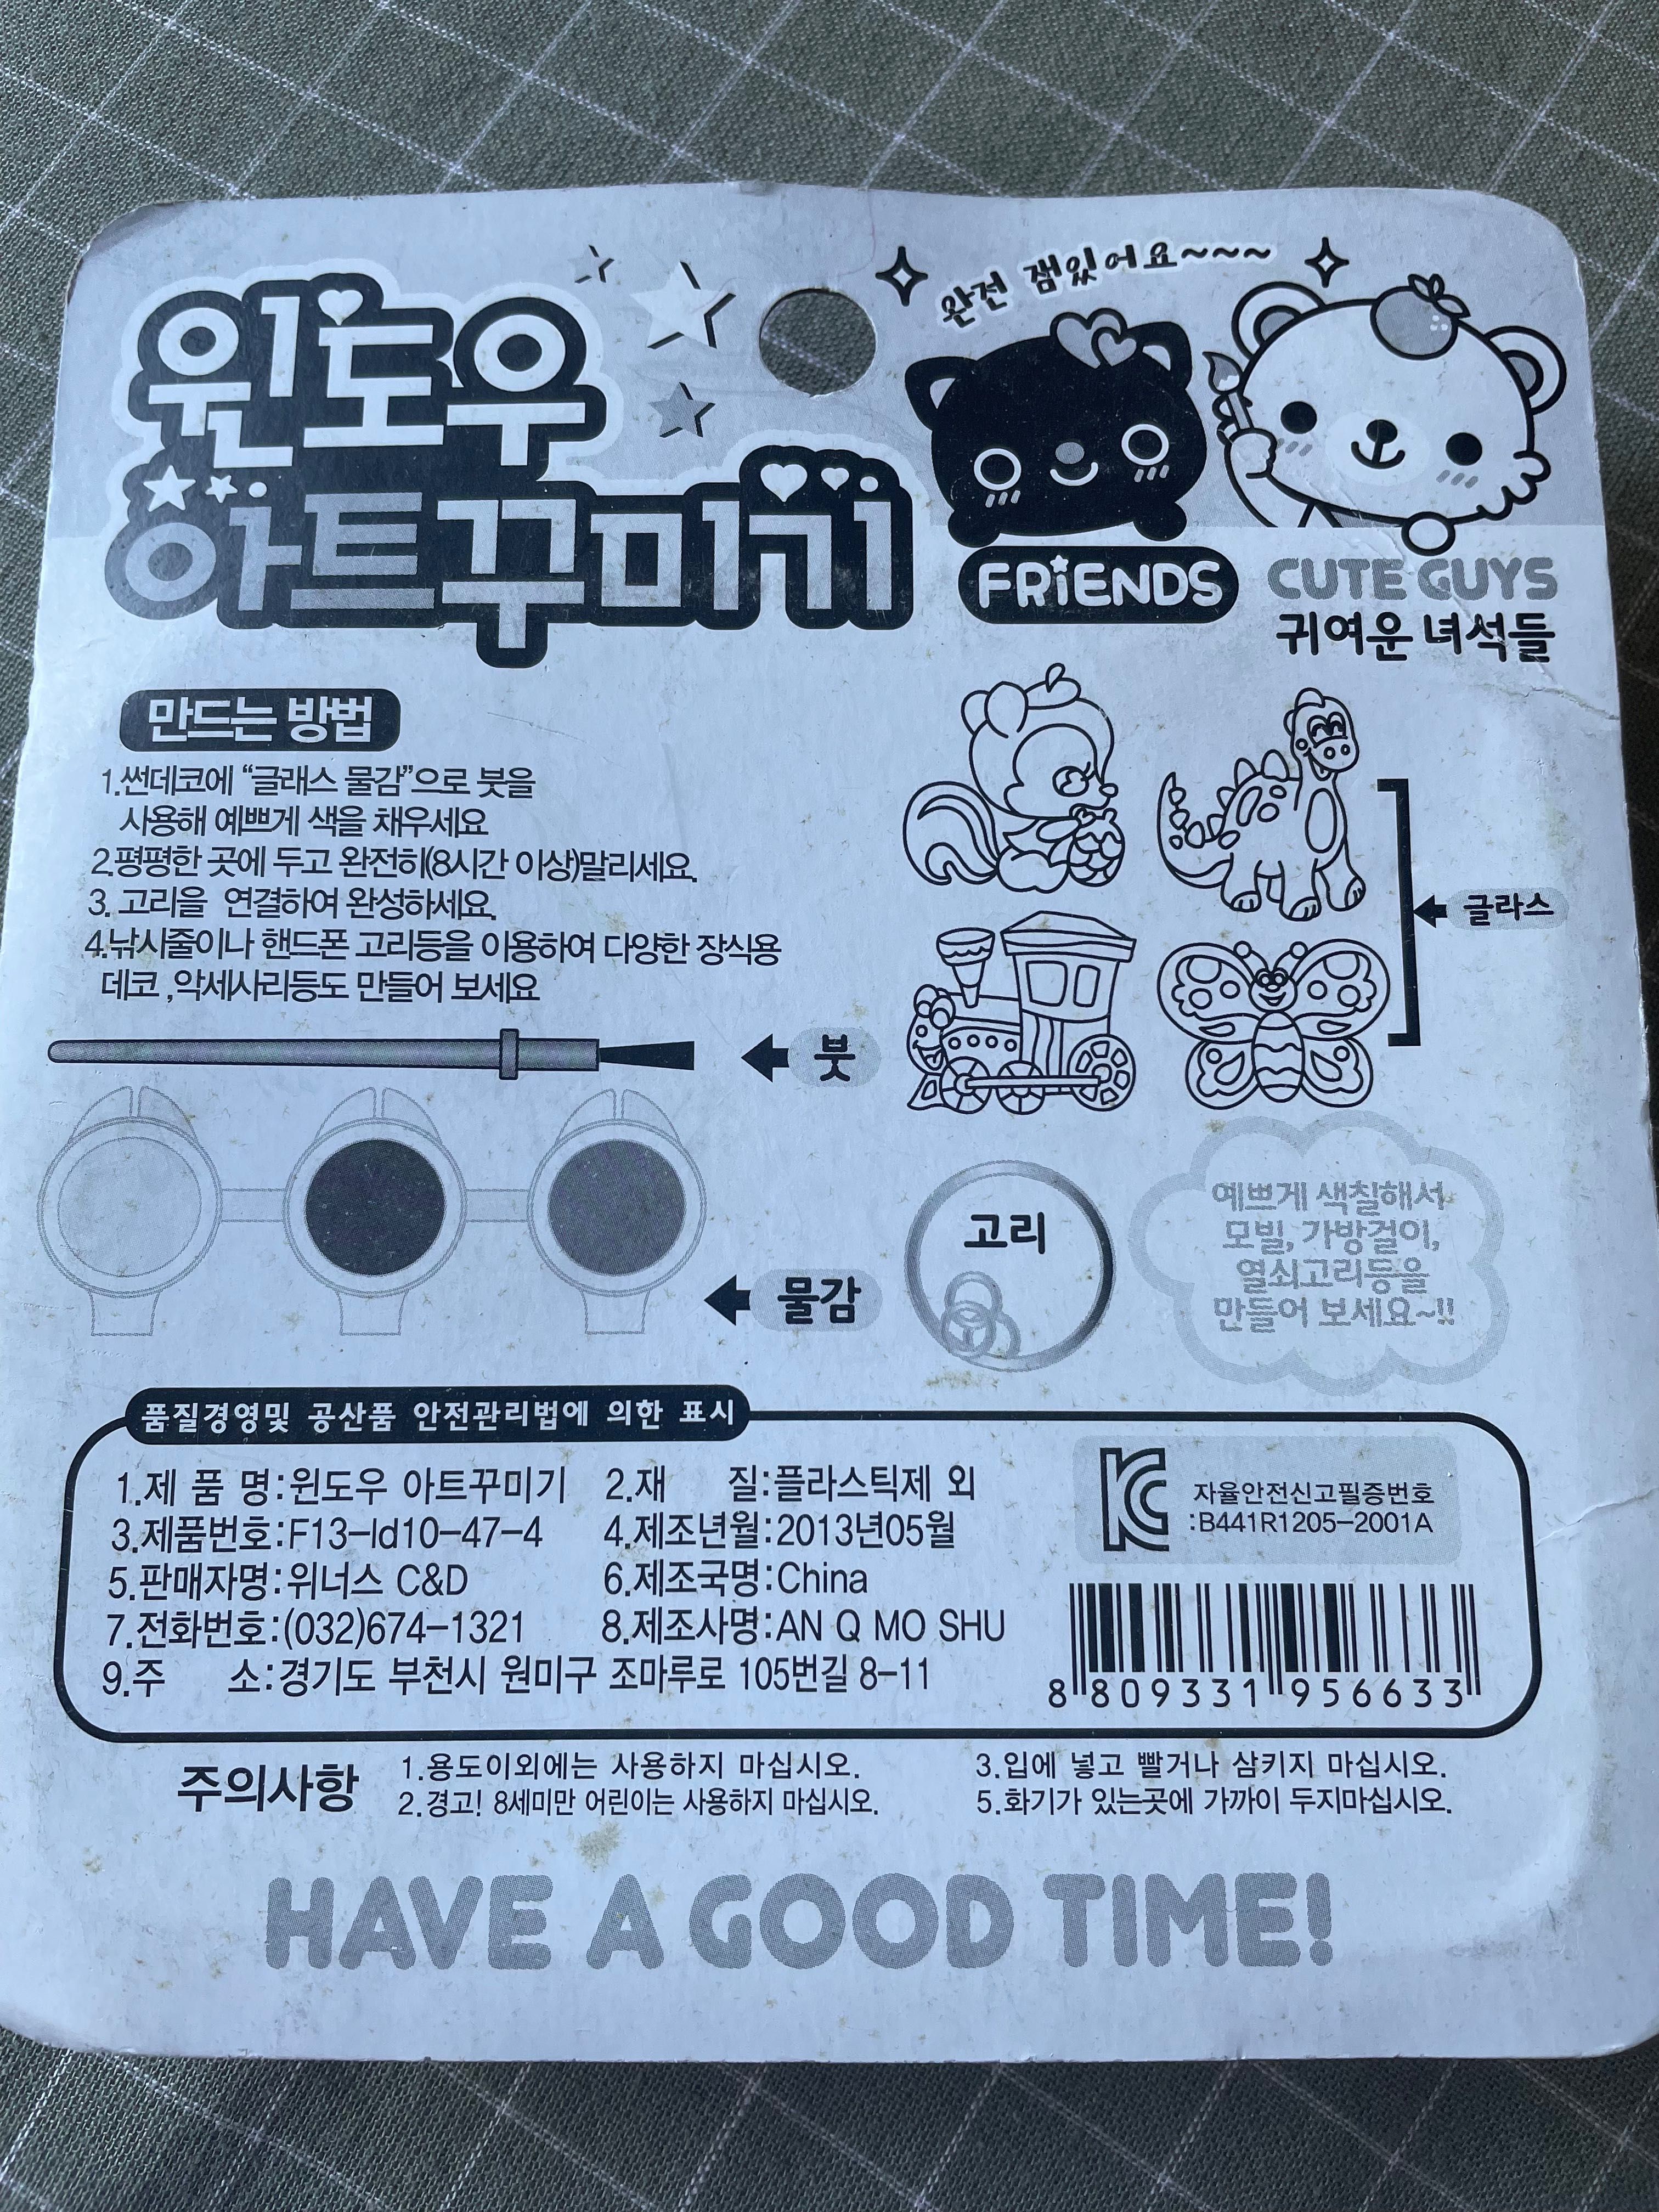 완전 잼있어요~~~
윈도우
아트꾸미기
FRiENDS
CUTE GUYS
귀여운 녀석들
만드는 방법
1.썬데코에 “글래스 물감”으로 붓을
사용해 예쁘게 색을 채우세요
2.평평한 곳에 두고 완전히(8시간 이상)말리세요.
3. 고리을 연결하여 완성하세요.
4.낚시줄이나 핸드폰 고리등을 이용하여 다양한 장식용
데코 ,악세사리등도 만들어 보세요
글라스
붓
물감
고리
예쁘게 색칠해서
모빌, 가방걸이,
열쇠고리등을
만들어 보세요~!!
품질경영및 공산품 안전관리법에 의한 표시
1.제 품 명:윈도우 아트꾸미기 2.재 질:플라스틱제 외
3.제품번호:F13-ld10-47-4 4.제조년월:2013년05월
5.판매자명:위너스 C&D 6.제조국명:China
7.전화번호:(032)674-1321 8.제조사명:AN Q MO SHU
9.주 소:경기도 부천시 원미구 조마루로 105번길 8-11
KC
자율안전신고필증번호
:B441R1205-2001A
8 809331 956633
주의사항
1.용도이외에는 사용하지 마십시오.
2.경고! 8세미만 어린이는 사용하지 마십시오.
3.입에 넣고 빨거나 삼키지 마십시오.
5.화기가 있는곳에 가까이 두지마십시오.
HAVE A GOOD TIME!